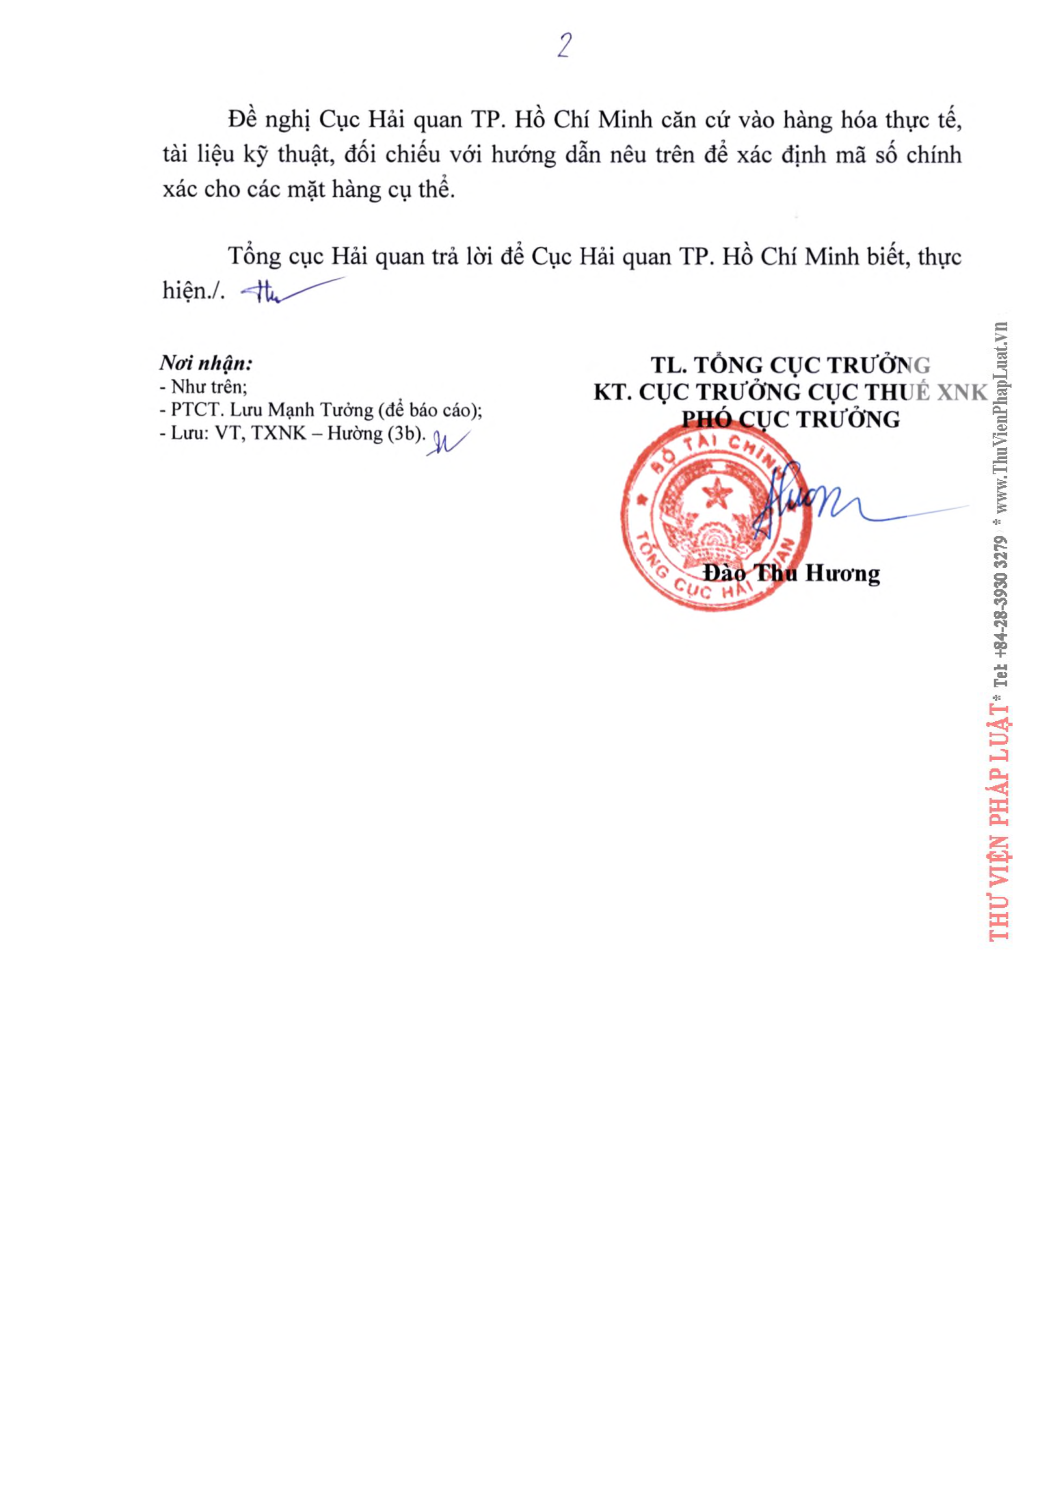 2
Đề nghị Cục Hải quan TP. Hồ Chí Minh căn cứ vào hàng hóa thực tế,
tài liệu kỹ thuật, đối chiếu với hướng dẫn nêu trên để xác định mã số chính
xác cho các mặt hàng cụ thể.
Tổng cục Hải quan trả lời để Cục Hải quan TP. Hồ Chí Minh biết, thực
hiện./.
Nơi nhận:
- Như trên;
- PTCT. Lưu Mạnh Tưởng (để báo cáo);
- Lưu: VT, TXNK – Hường (3b).
TL. TỔNG CỤC TRƯỞNG
KT. CỤC TRƯỞNG CỤC THUẾ XNK
PHÓ CỤC TRƯỞNG
BỘ TÀI CHÍNH
TỔNG CỤC HẢI QUAN
Đào Thu Hương
THƯ VIỆN PHÁP LUẬT* Tel: +84-28-3930 3279 * www.ThuVienPhapLuat.vn